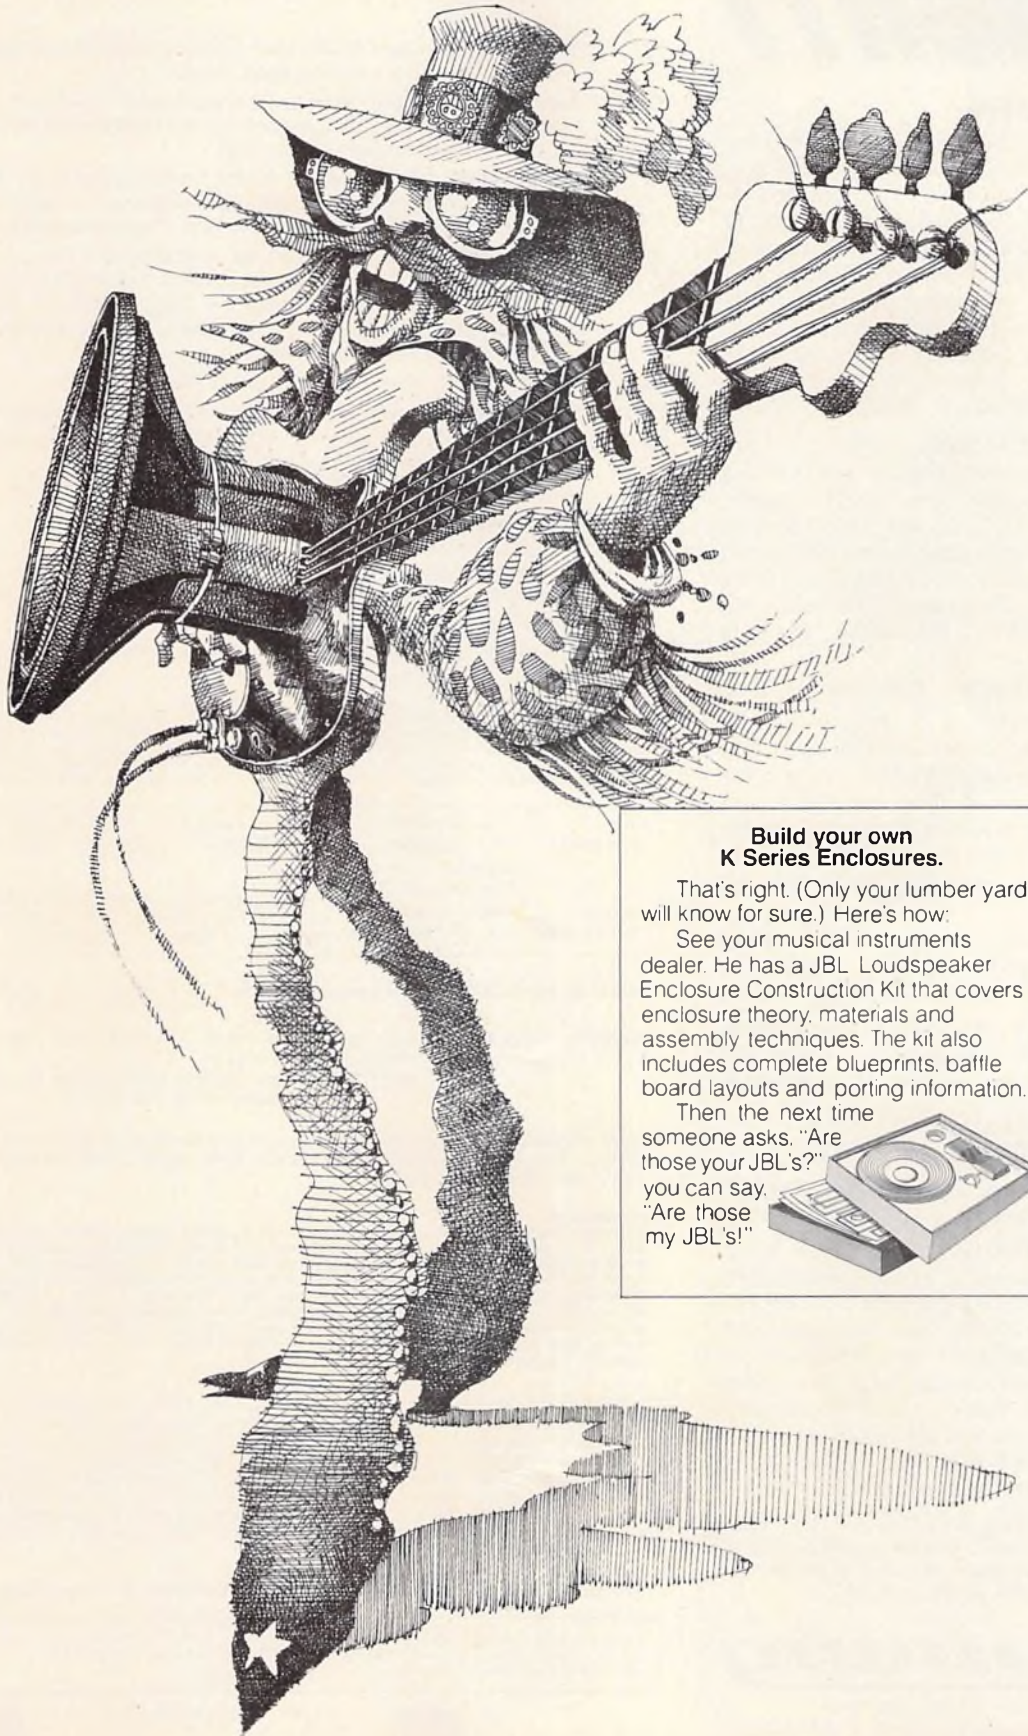 Build your own
K Series Enclosures.
That's right. (Only your lumber yard
will know for sure.) Here's how:
See your musical instruments
dealer. He has a JBL Loudspeaker
Enclosure Construction Kit that covers
enclosure theory, materials and
assembly techniques. The kit also
includes complete blueprints, baffle
board layouts and porting information.
Then the next time
someone asks, "Are
those your JBL's?"
you can say,
"Are those
my JBL's!"